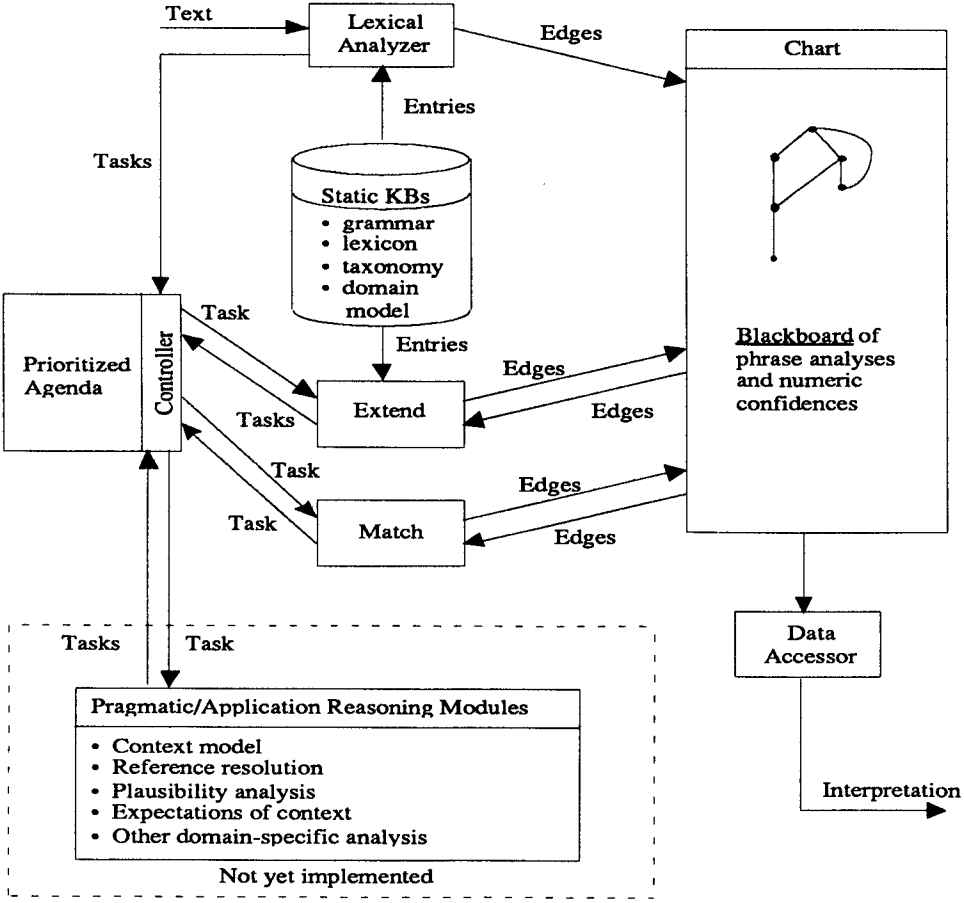 Text
Lexical
Analyzer
Edges
Chart
Entries
Tasks
Static KBs
• grammar
• lexicon
• taxonomy
• domain
model
Task
Entries
Prioritized
Agenda
Controller
Blackboard of
phrase analyses
and numeric
confidences
Edges
Extend
Edges
Tasks
Task
Edges
Task
Match
Edges
Tasks
Task
Data
Accessor
Pragmatic/Application Reasoning Modules
• Context model
• Reference resolution
• Plausibility analysis
• Expectations of context
• Other domain-specific analysis
Interpretation
Not yet implemented